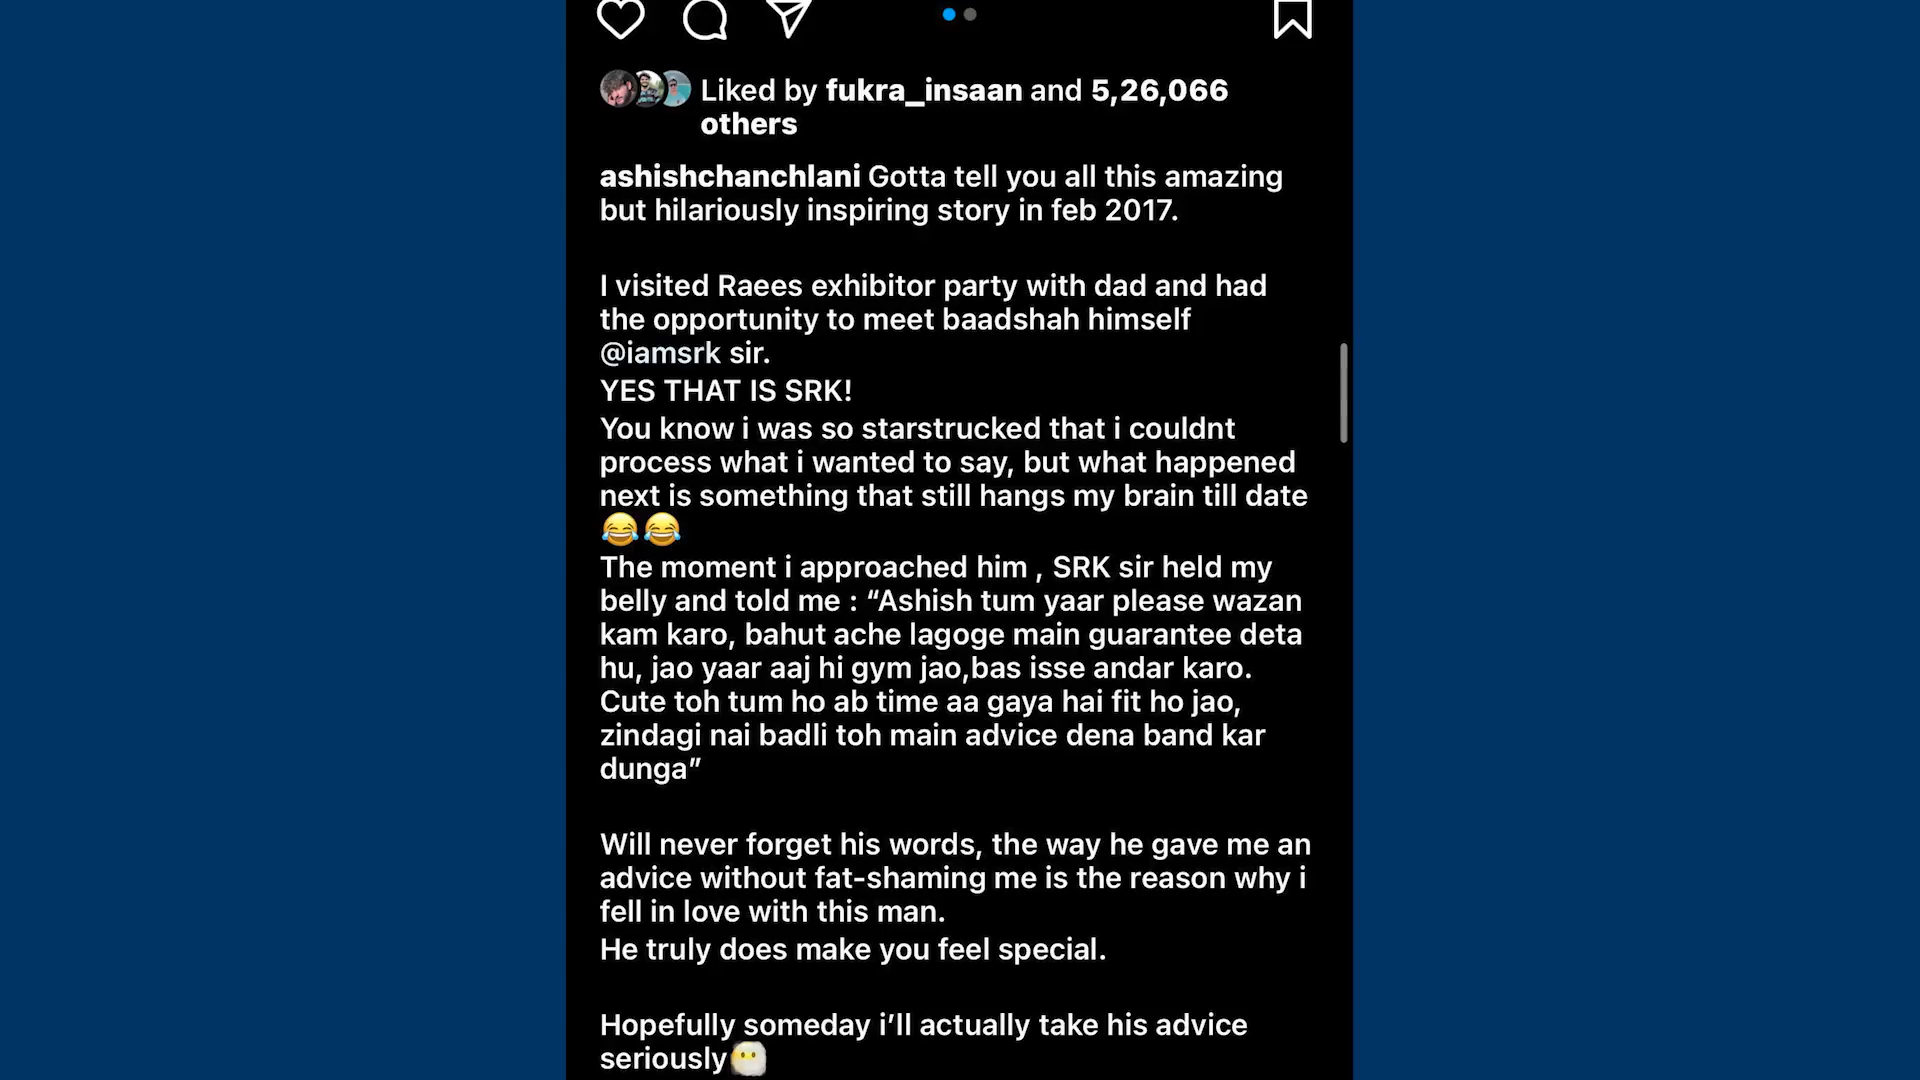 Liked by fukra_insaan and 5,26,066
others
ashishchanchlani Gotta tell you all this amazing
but hilariously inspiring story in feb 2017.
I visited Raees exhibitor party with dad and had
the opportunity to meet baadshah himself
@iamsrk sir.
YES THAT IS SRK!
You know i was so starstrucked that i couldnt
process what i wanted to say, but what happened
next is something that still hangs my brain till date
😂😂
The moment i approached him , SRK sir held my
belly and told me : “Ashish tum yaar please wazan
kam karo, bahut ache lagoge main guarantee deta
hu, jao yaar aaj hi gym jao,bas isse andar karo.
Cute toh tum ho ab time aa gaya hai fit ho jao,
zindagi nai badli toh main advice dena band kar
dunga”
Will never forget his words, the way he gave me an
advice without fat-shaming me is the reason why i
fell in love with this man.
He truly does make you feel special.
Hopefully someday i’ll actually take his advice
seriously😶